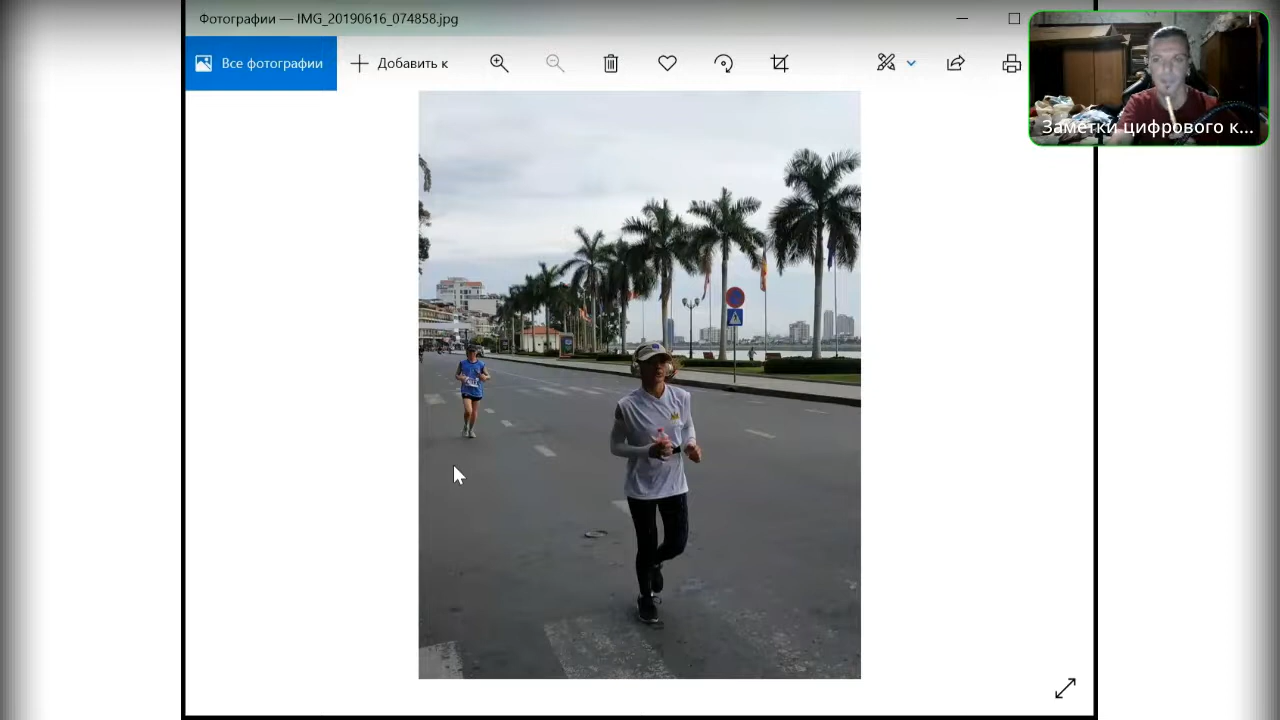 Фотографии — IMG_20190616_074858.jpg
Все фотографии
Добавить к
Заметки цифрового к...